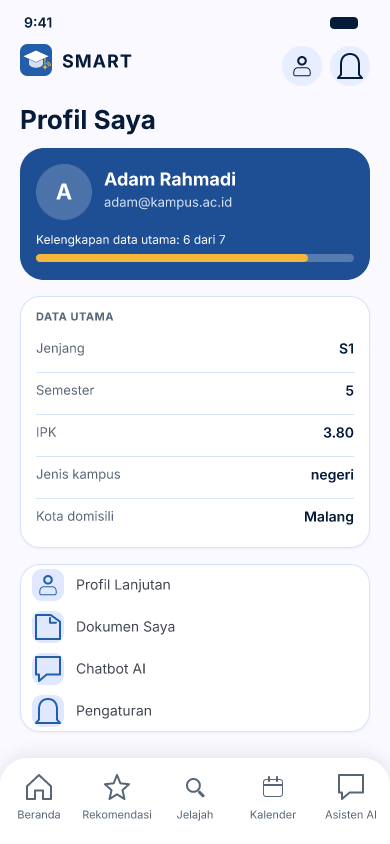 9:41
SMART
Profil Saya
A
Adam Rahmadi
adam@kampus.ac.id
Kelengkapan data utama: 6 dari 7
DATA UTAMA
Jenjang S1
Semester 5
IPK 3.80
Jenis kampus negeri
Kota domisili Malang
Profil Lanjutan
Dokumen Saya
Chatbot AI
Pengaturan
Beranda Rekomendasi Jelajah Kalender Asisten AI